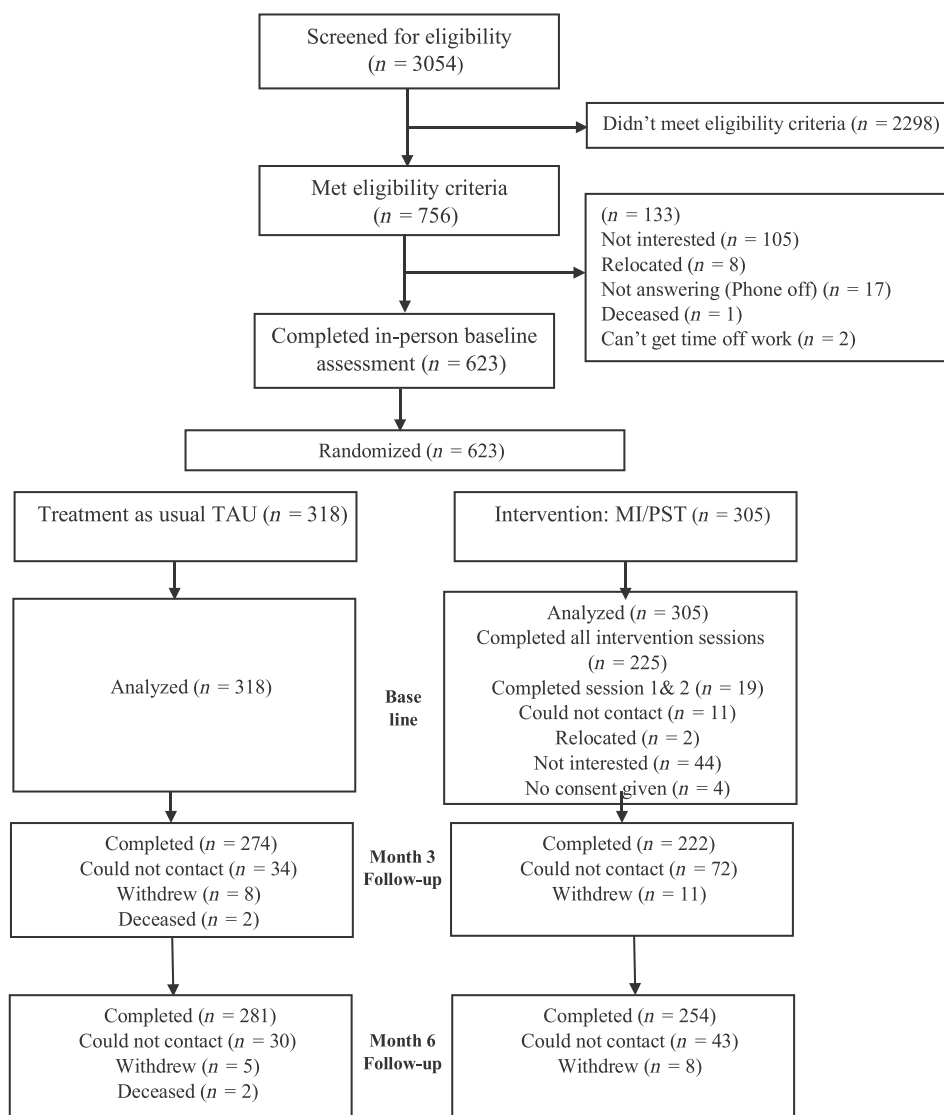 Screened for eligibility
(n = 3054)
Didn't meet eligibility criteria (n = 2298)
Met eligibility criteria
(n = 756)
(n = 133)
Not interested (n = 105)
Relocated (n = 8)
Not answering (Phone off) (n = 17)
Deceased (n = 1)
Can't get time off work (n = 2)
Completed in-person baseline
assessment (n = 623)
Randomized (n = 623)
Treatment as usual TAU (n = 318)
Intervention: MI/PST (n = 305)
Analyzed (n = 318)
Base
line
Analyzed (n = 305)
Completed all intervention sessions
(n = 225)
Completed session 1& 2 (n = 19)
Could not contact (n = 11)
Relocated (n = 2)
Not interested (n = 44)
No consent given (n = 4)
Completed (n = 274)
Could not contact (n = 34)
Withdrew (n = 8)
Deceased (n = 2)
Month 3
Follow-up
Completed (n = 222)
Could not contact (n = 72)
Withdrew (n = 11)
Completed (n = 281)
Could not contact (n = 30)
Withdrew (n = 5)
Deceased (n = 2)
Month 6
Follow-up
Completed (n = 254)
Could not contact (n = 43)
Withdrew (n = 8)